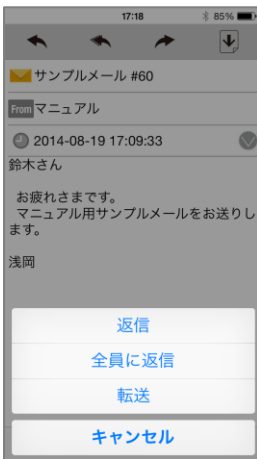 17:18 85%
サンプルメール #60
From マニュアル
2014-08-19 17:09:33
鈴木さん
お疲れさまです。
マニュアル用サンプルメールをお送りし
ます。
浅岡
返信
全員に返信
転送
キャンセル